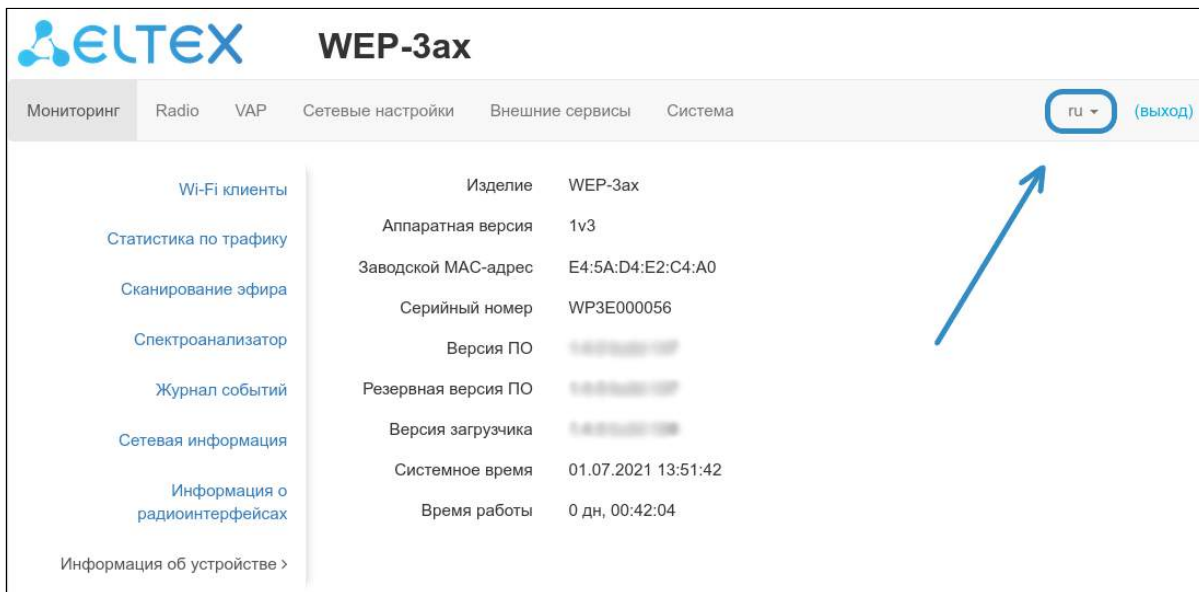 ELTEX WEP-3ax
Мониторинг Radio VAP Сетевые настройки Внешние сервисы Система ru (выход)
Wi-Fi клиенты
Статистика по трафику
Сканирование эфира
Спектроанализатор
Журнал событий
Сетевая информация
Информация о
радиоинтерфейсах
Информация об устройстве >
Изделие WEP-3ax
Аппаратная версия 1v3
Заводской MAC-адрес E4:5A:D4:E2:C4:A0
Серийный номер WP3E000056
Версия ПО
Резервная версия ПО
Версия загрузчика
Системное время 01.07.2021 13:51:42
Время работы 0 дн, 00:42:04